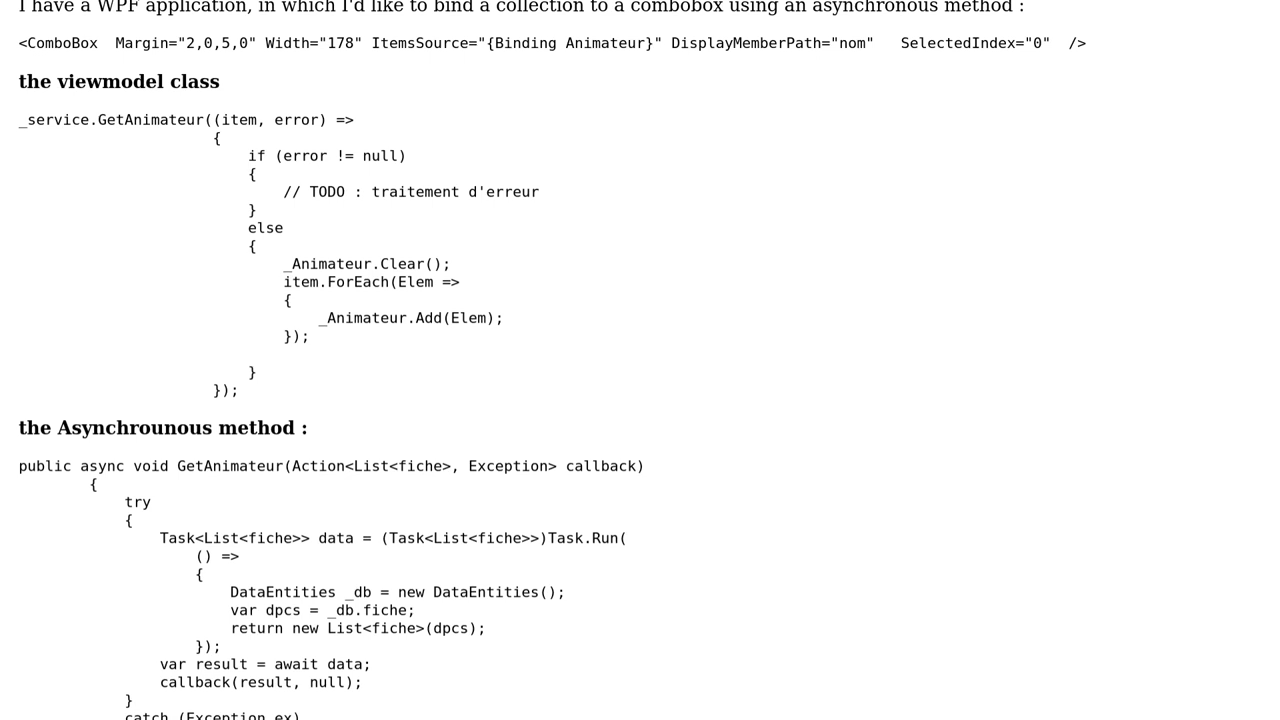 I have a WPF application, in which I'd like to bind a collection to a combobox using an asynchronous method :
<ComboBox  Margin="2,0,5,0" Width="178" ItemsSource="{Binding Animateur}" DisplayMemberPath="nom"   SelectedIndex="0"  />
the viewmodel class
_service.GetAnimateur((item, error) =>
                      {
                          if (error != null)
                          {
                              // TODO : traitement d'erreur
                          }
                          else
                          {
                              _Animateur.Clear();
                              item.ForEach(Elem =>
                              {
                                  _Animateur.Add(Elem);
                              });
                          }
                      });
the Asynchrounous method :
public async void GetAnimateur(Action<List<fiche>, Exception> callback)
        {
            try
            {
                Task<List<fiche>> data = (Task<List<fiche>>)Task.Run(
                    () =>
                    {
                        DataEntities _db = new DataEntities();
                        var dpcs = _db.fiche;
                        return new List<fiche>(dpcs);
                    });
                var result = await data;
                callback(result, null);
            }
            catch (Exception ex)